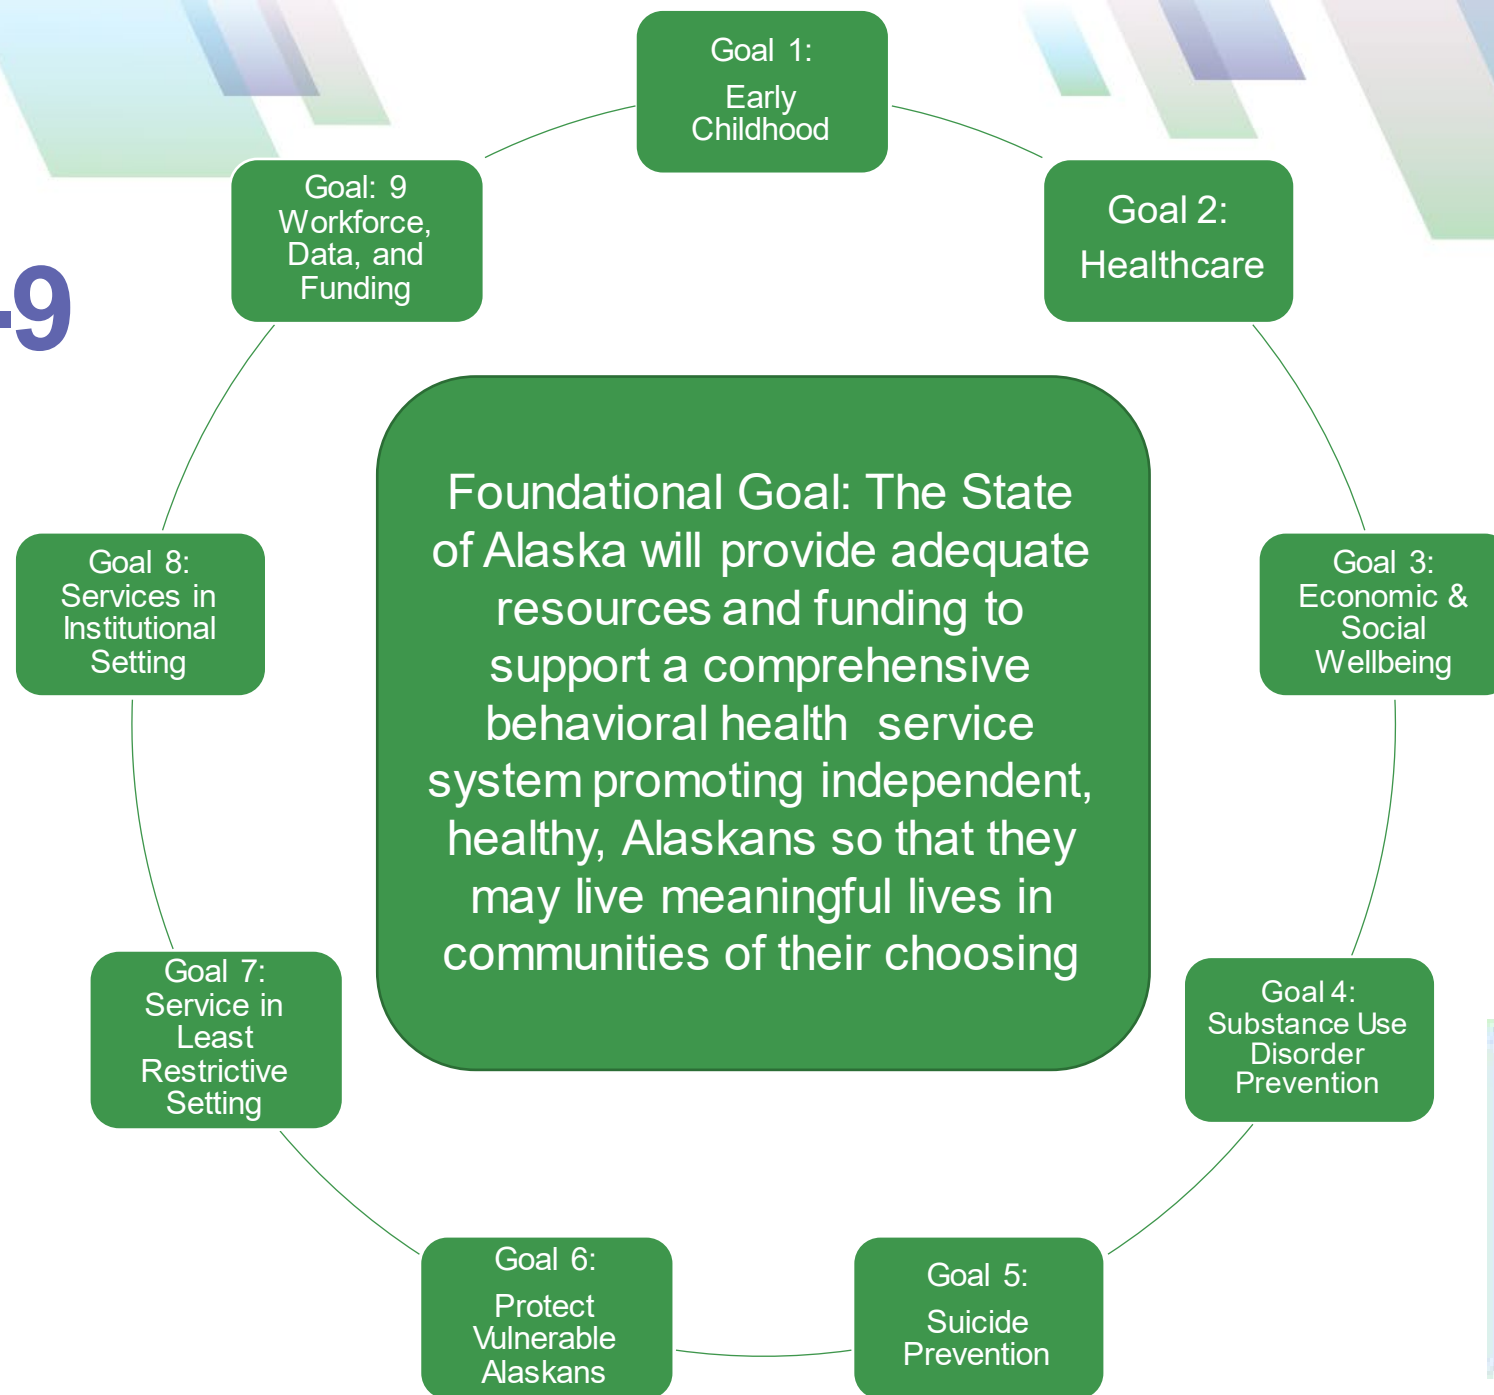 Goal 1:
Early
Childhood
Goal 2:
Healthcare
Goal 3:
Economic &
Social
Wellbeing
Goal 4:
Substance Use
Disorder
Prevention
Goal 5:
Suicide
Prevention
Goal 6:
Protect
Vulnerable
Alaskans
Goal 7:
Service in
Least
Restrictive
Setting
Goal 8:
Services in
Institutional
Setting
Goal: 9
Workforce,
Data, and
Funding
-9
Foundational Goal: The State
of Alaska will provide adequate
resources and funding to
support a comprehensive
behavioral health service
system promoting independent,
healthy, Alaskans so that they
may live meaningful lives in
communities of their choosing